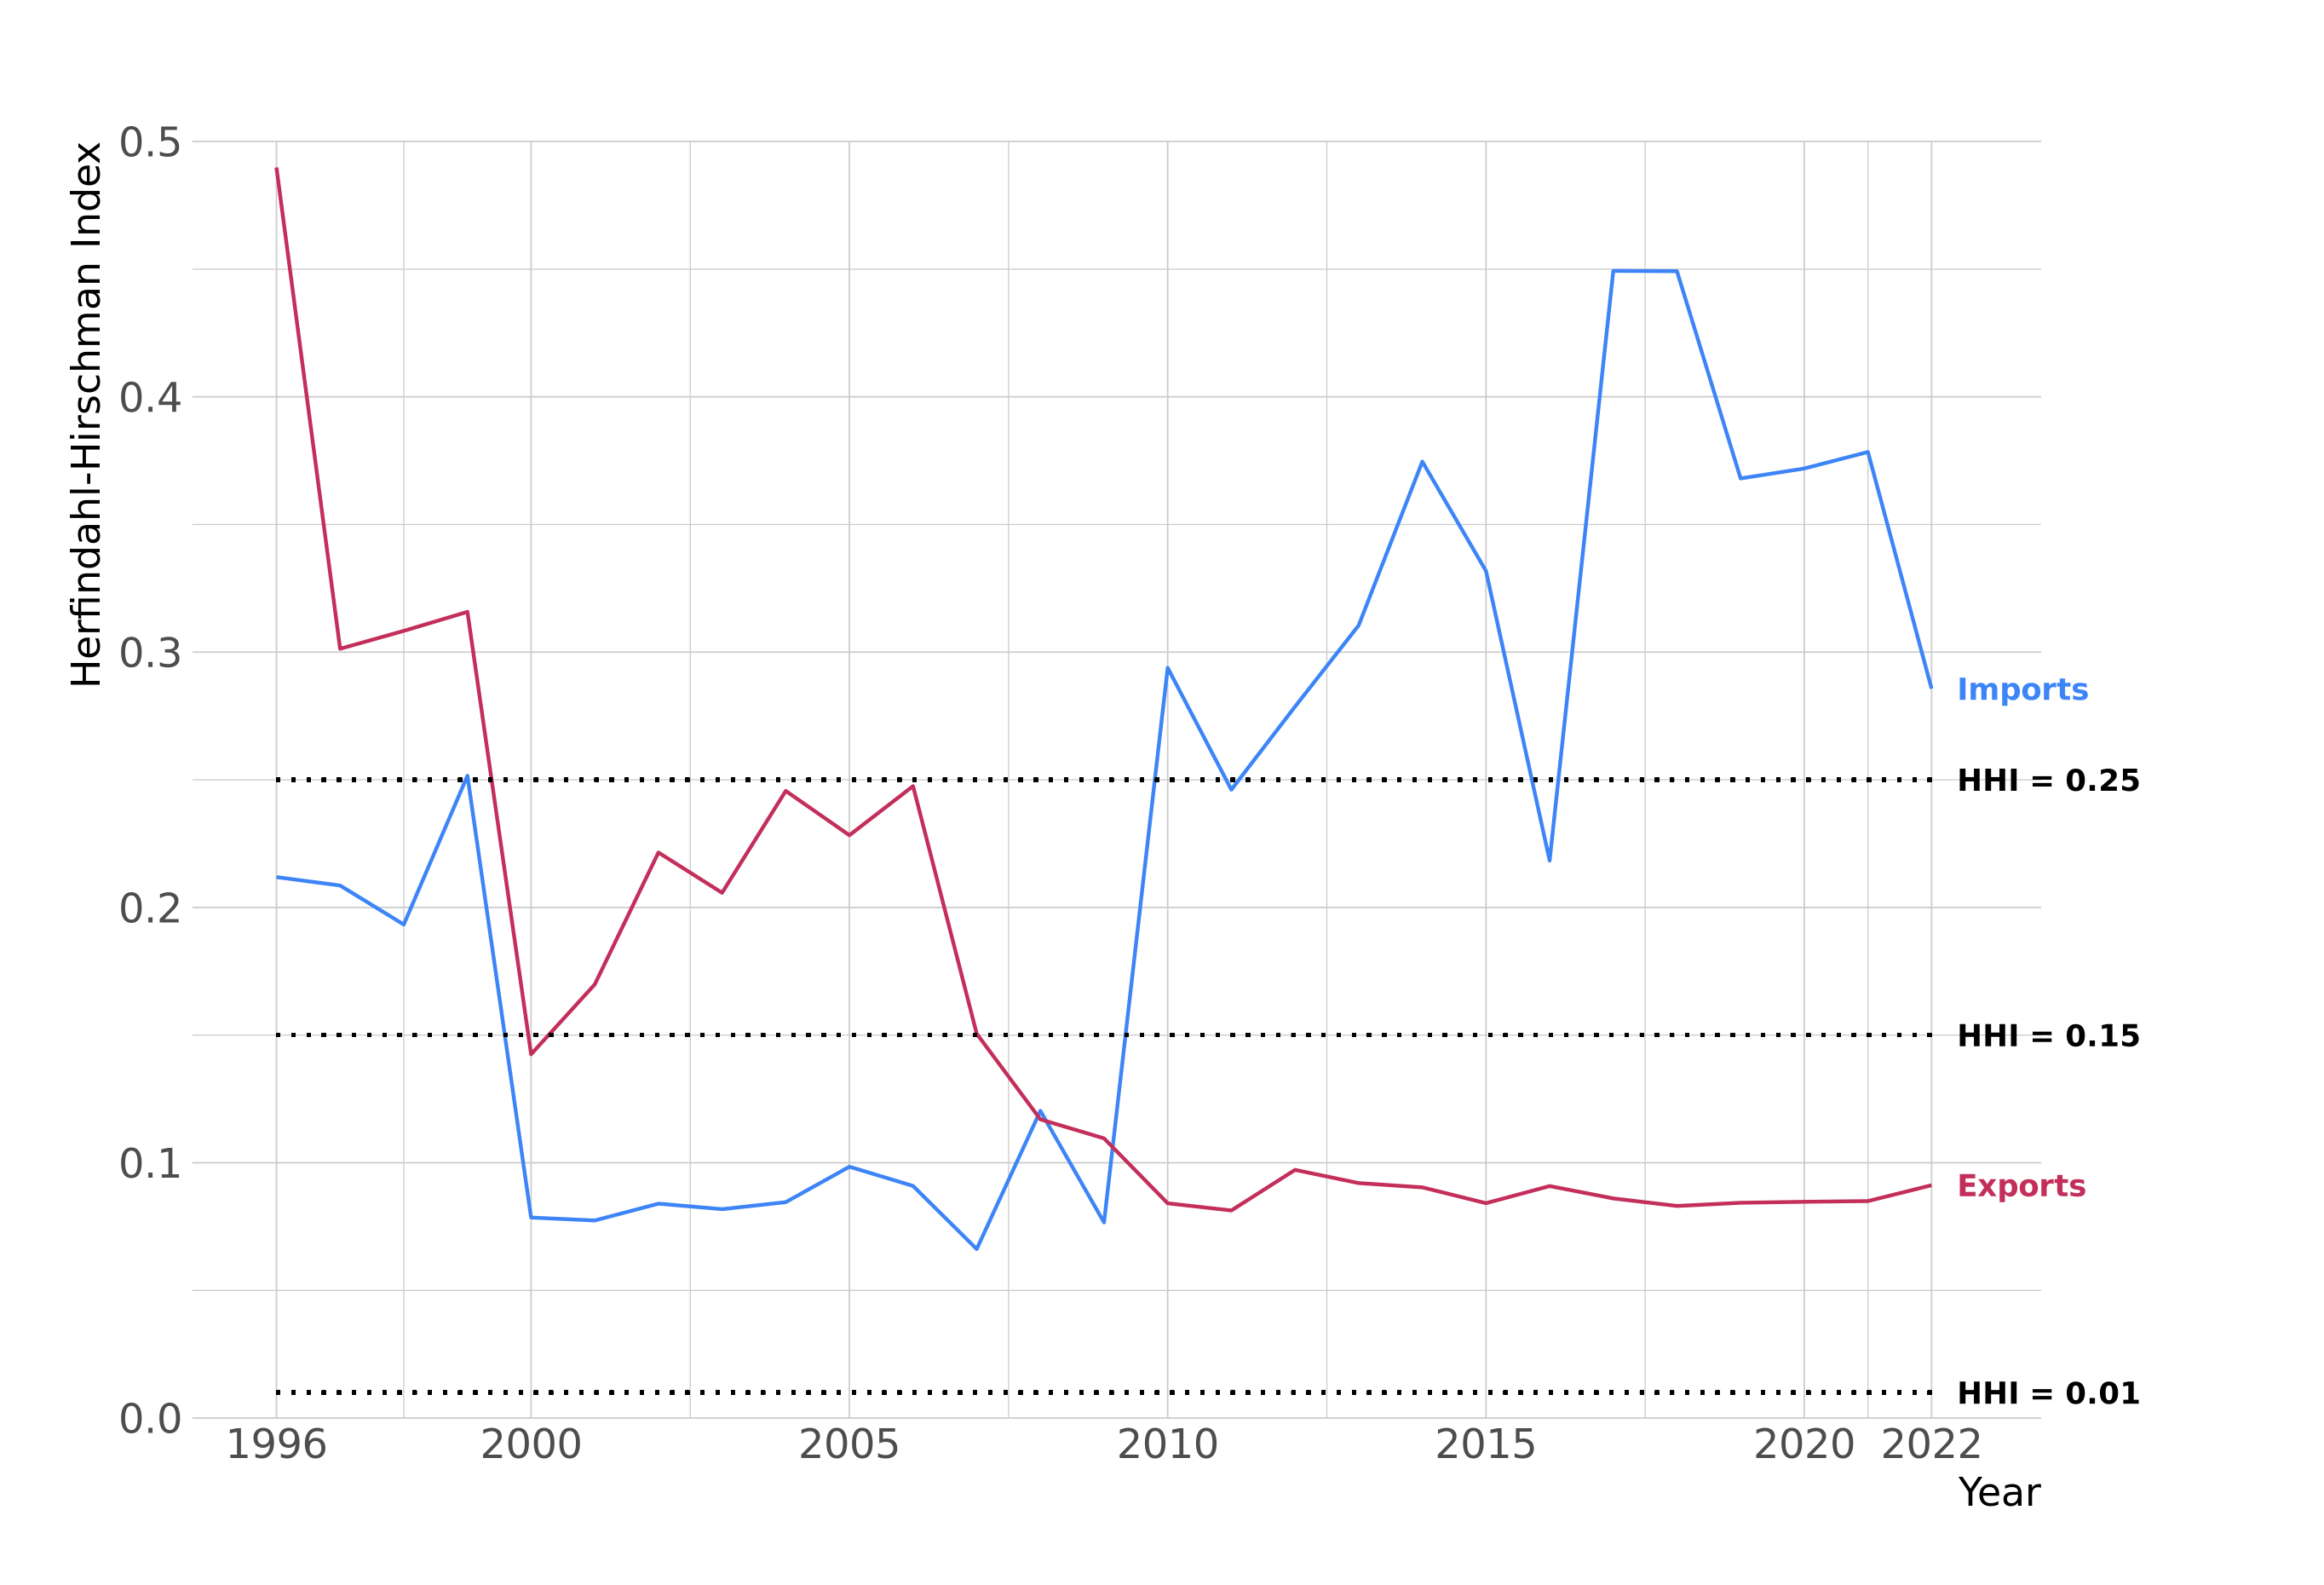 Herfindahl-Hirschman Index
0.5
0.4
0.3
0.2
0.1
0.0
Imports
HHI = 0.25
HHI = 0.15
Exports
HHI = 0.01
1996 2000 2005 2010 2015 2020 2022
Year